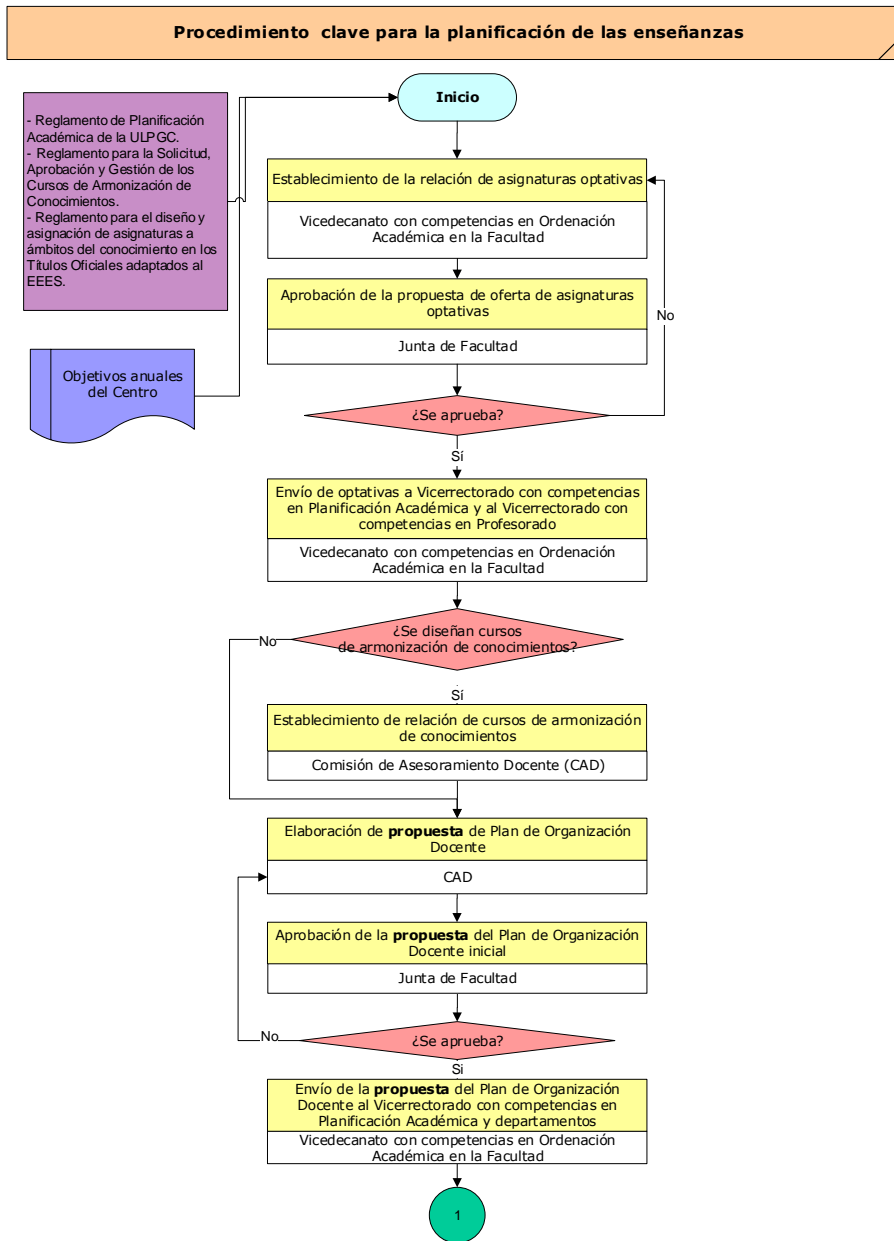 Procedimiento clave para la planificación de las enseñanzas
Inicio
- Reglamento de Planificación
Académica de la ULPGC.
- Reglamento para la Solicitud,
Aprobación y Gestión de los
Cursos de Armonización de
Conocimientos.
- Reglamento para el diseño y
asignación de asignaturas a
ámbitos del conocimiento en los
Títulos Oficiales adaptados al
EEES.
Establecimiento de la relación de asignaturas optativas
Vicedecanato con competencias en Ordenación
Académica en la Facultad
Aprobación de la propuesta de oferta de asignaturas
optativas
Junta de Facultad
No
Objetivos anuales
del Centro
¿Se aprueba?
Sí
Envío de optativas a Vicerrectorado con competencias
en Planificación Académica y al Vicerrectorado con
competencias en Profesorado
Vicedecanato con competencias en Ordenación
Académica en la Facultad
¿Se diseñan cursos
de armonización de conocimientos?
No
Sí
Establecimiento de relación de cursos de armonización
de conocimientos
Comisión de Asesoramiento Docente (CAD)
Elaboración de propuesta de Plan de Organización
Docente
CAD
Aprobación de la propuesta del Plan de Organización
Docente inicial
Junta de Facultad
No
¿Se aprueba?
Si
Envío de la propuesta del Plan de Organización
Docente al Vicerrectorado con competencias en
Planificación Académica y departamentos
Vicedecanato con competencias en Ordenación
Académica en la Facultad
1